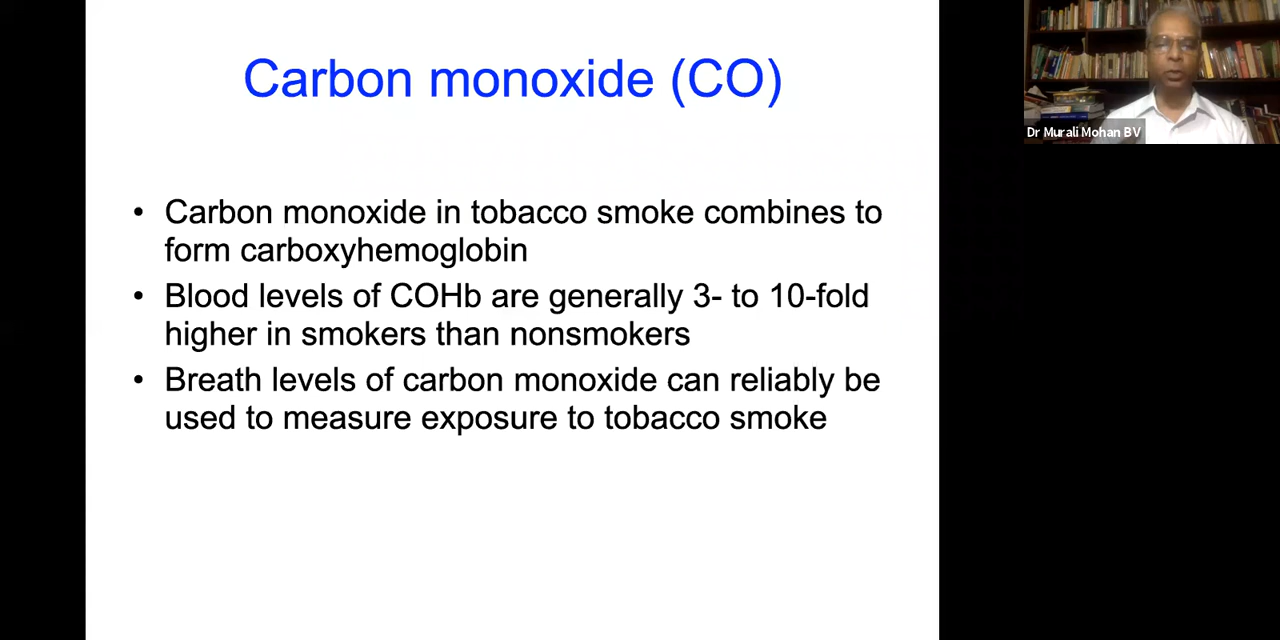 Carbon monoxide (CO)
• Carbon monoxide in tobacco smoke combines to
form carboxyhemoglobin
• Blood levels of COHb are generally 3- to 10-fold
higher in smokers than nonsmokers
• Breath levels of carbon monoxide can reliably be
used to measure exposure to tobacco smoke
Dr Murali Mohan BV